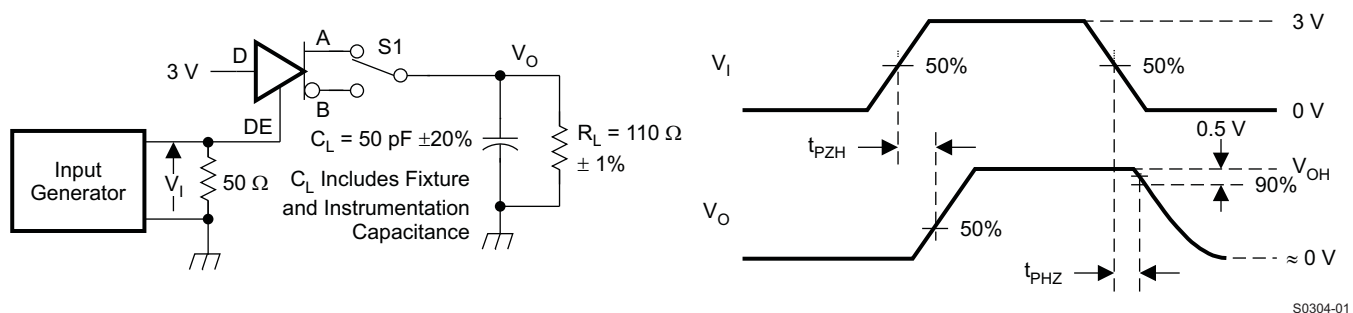 3 V
D
A
S1
B
DE
V_O
Input
Generator
V_I
50 Ω
C_L = 50 pF ±20%
C_L Includes Fixture
and Instrumentation
Capacitance
R_L = 110 Ω
± 1%
V_I
50%
50%
3 V
0 V
t_PZH
0.5 V
V_OH
90%
V_O
50%
t_PHZ
≈ 0 V
S0304-01